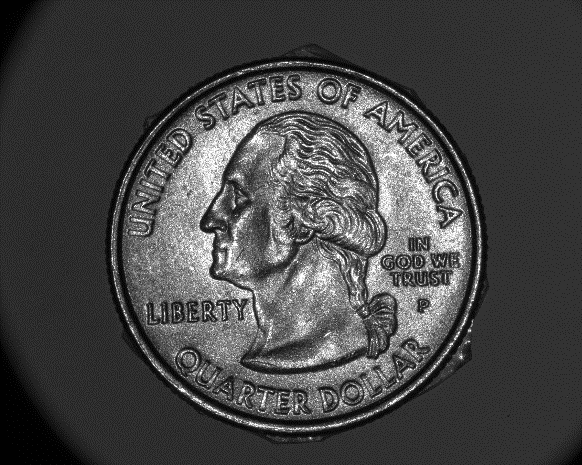 UNITED STATES OF AMERICA
LIBERTY
IN
GOD WE
TRUST
P
QUARTER DOLLAR